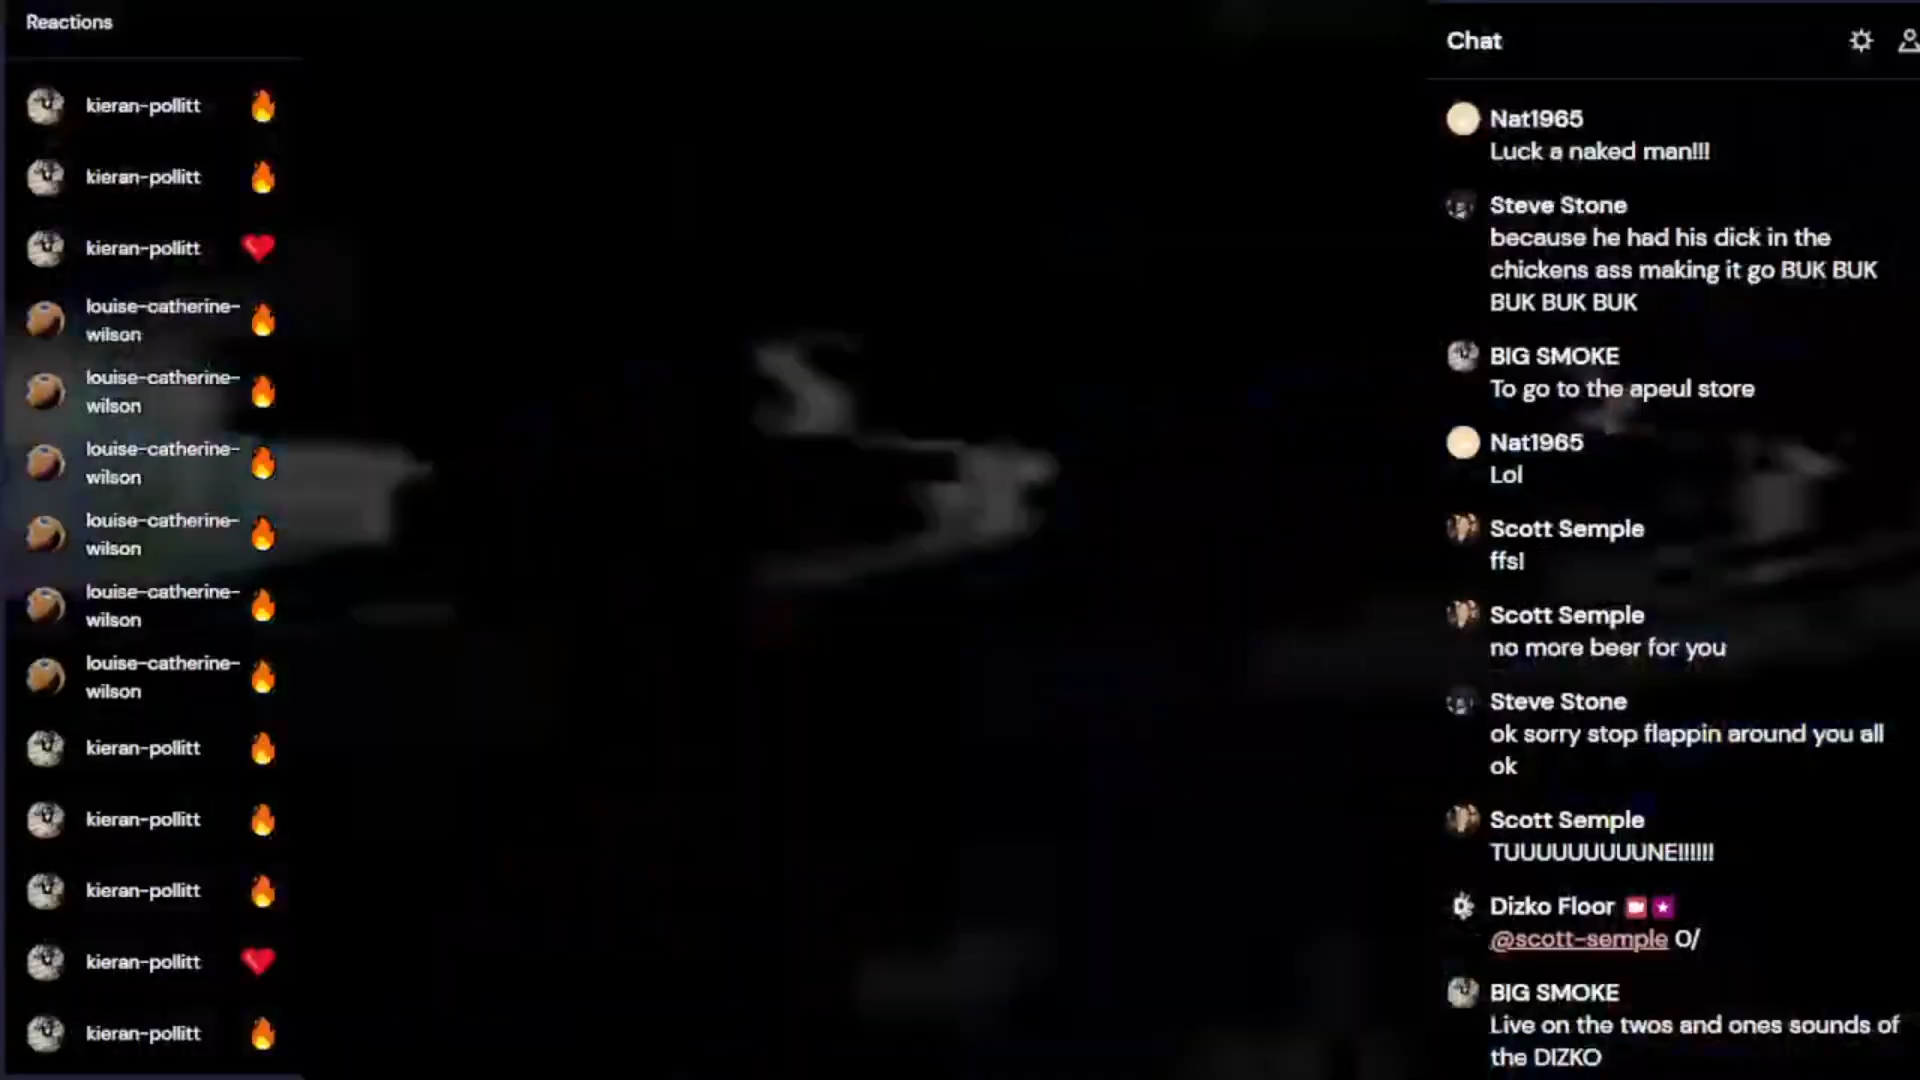 Reactions
kieran-pollitt
kieran-pollitt
kieran-pollitt
louise-catherine-
wilson
louise-catherine-
wilson
louise-catherine-
wilson
louise-catherine-
wilson
louise-catherine-
wilson
louise-catherine-
wilson
kieran-pollitt
kieran-pollitt
kieran-pollitt
kieran-pollitt
kieran-pollitt
Chat
Nat1965
Luck a naked man!!!
Steve Stone
because he had his dick in the
chickens ass making it go BUK BUK
BUK BUK BUK
BIG SMOKE
To go to the apeul store
Nat1965
Lol
Scott Semple
ffs!
Scott Semple
no more beer for you
Steve Stone
ok sorry stop flappin around you all
ok
Scott Semple
TUUUUUUUUUNE!!!!!!
Dizko Floor
@scott-semple O/
BIG SMOKE
Live on the twos and ones sounds of
the DIZKO